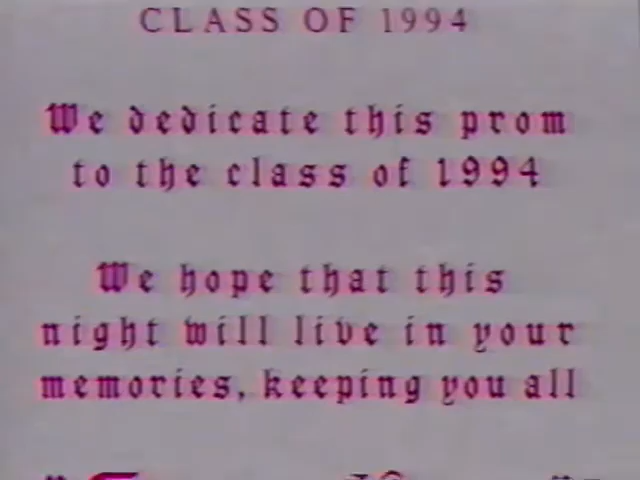 CLASS OF 1994
We dedicate this prom
to the class of 1994
We hope that this
night will live in your
memories, keeping you all